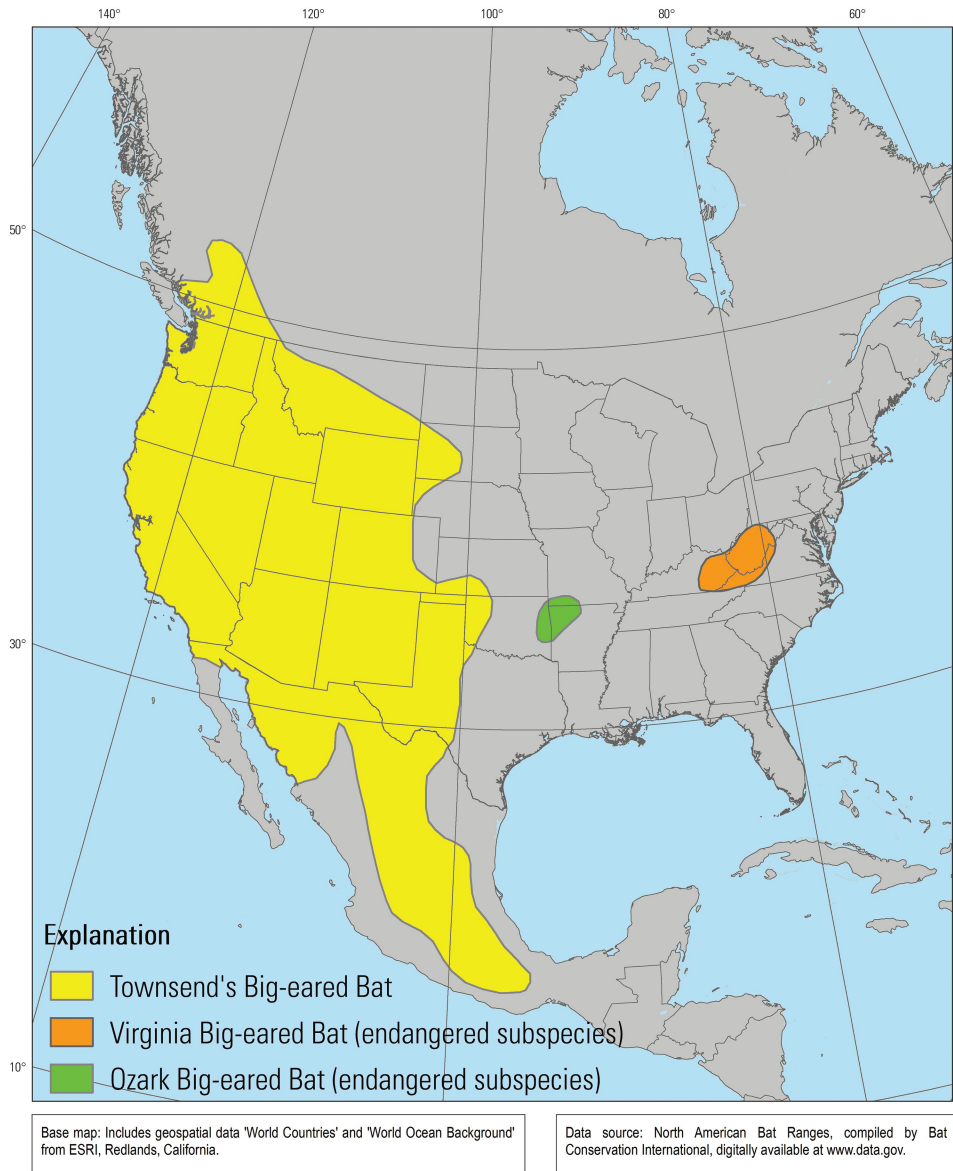 140° 120° 100° 80° 60°
50°
30°
10°
Explanation
Townsend's Big-eared Bat
Virginia Big-eared Bat (endangered subspecies)
Ozark Big-eared Bat (endangered subspecies)
Base map: Includes geospatial data 'World Countries' and 'World Ocean Background'
from ESRI, Redlands, California.
Data source: North American Bat Ranges, compiled by Bat
Conservation International, digitally available at www.data.gov.